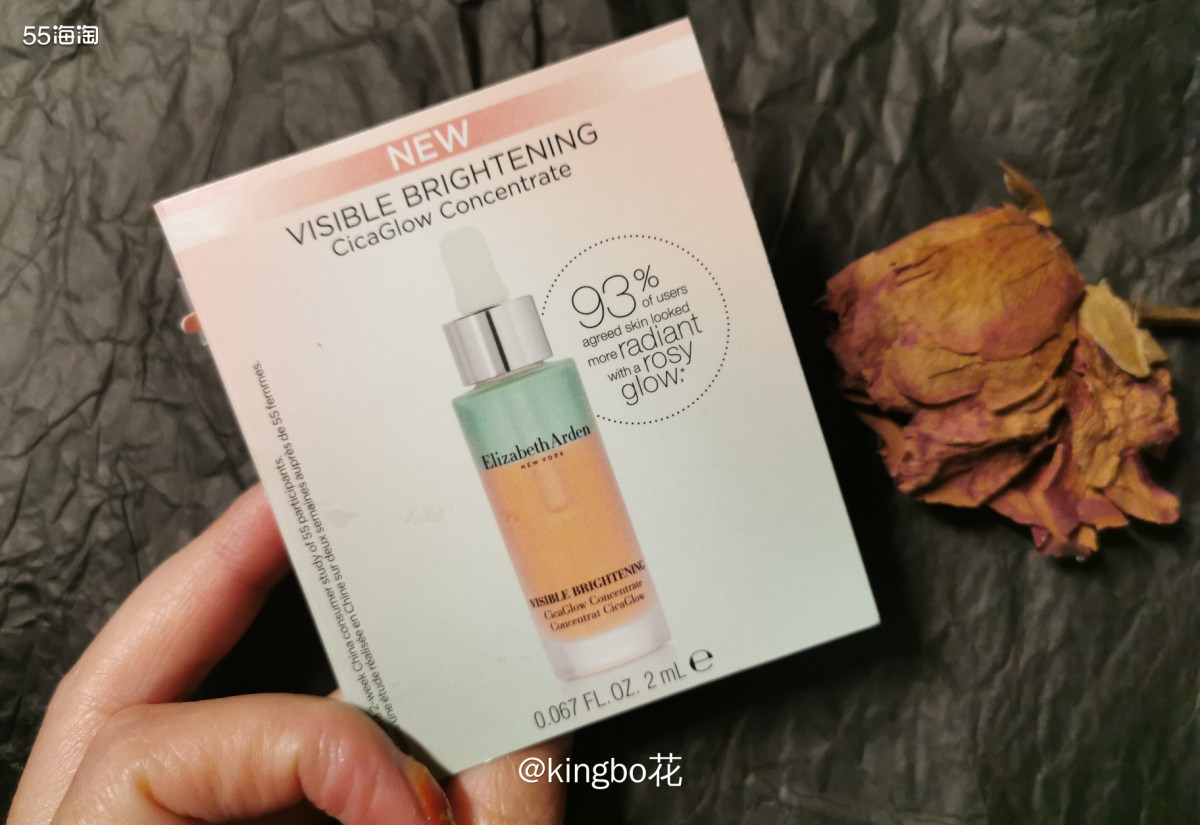 55海淘
NEW
VISIBLE BRIGHTENING
CicaGlow Concentrate
93%
of users
agreed skin looked
more radiant
with a rosy
glow.*
Elizabeth Arden
NEW YORK
VISIBLE BRIGHTENING
CicaGlow Concentrate
Concentrat CicaGlow
0.067 FL. OZ. 2 mL ℮
2-week China consumer study of 55 participants.
une étude réalisée en Chine sur deux semaines auprès de 55 femmes.
@kingbo花